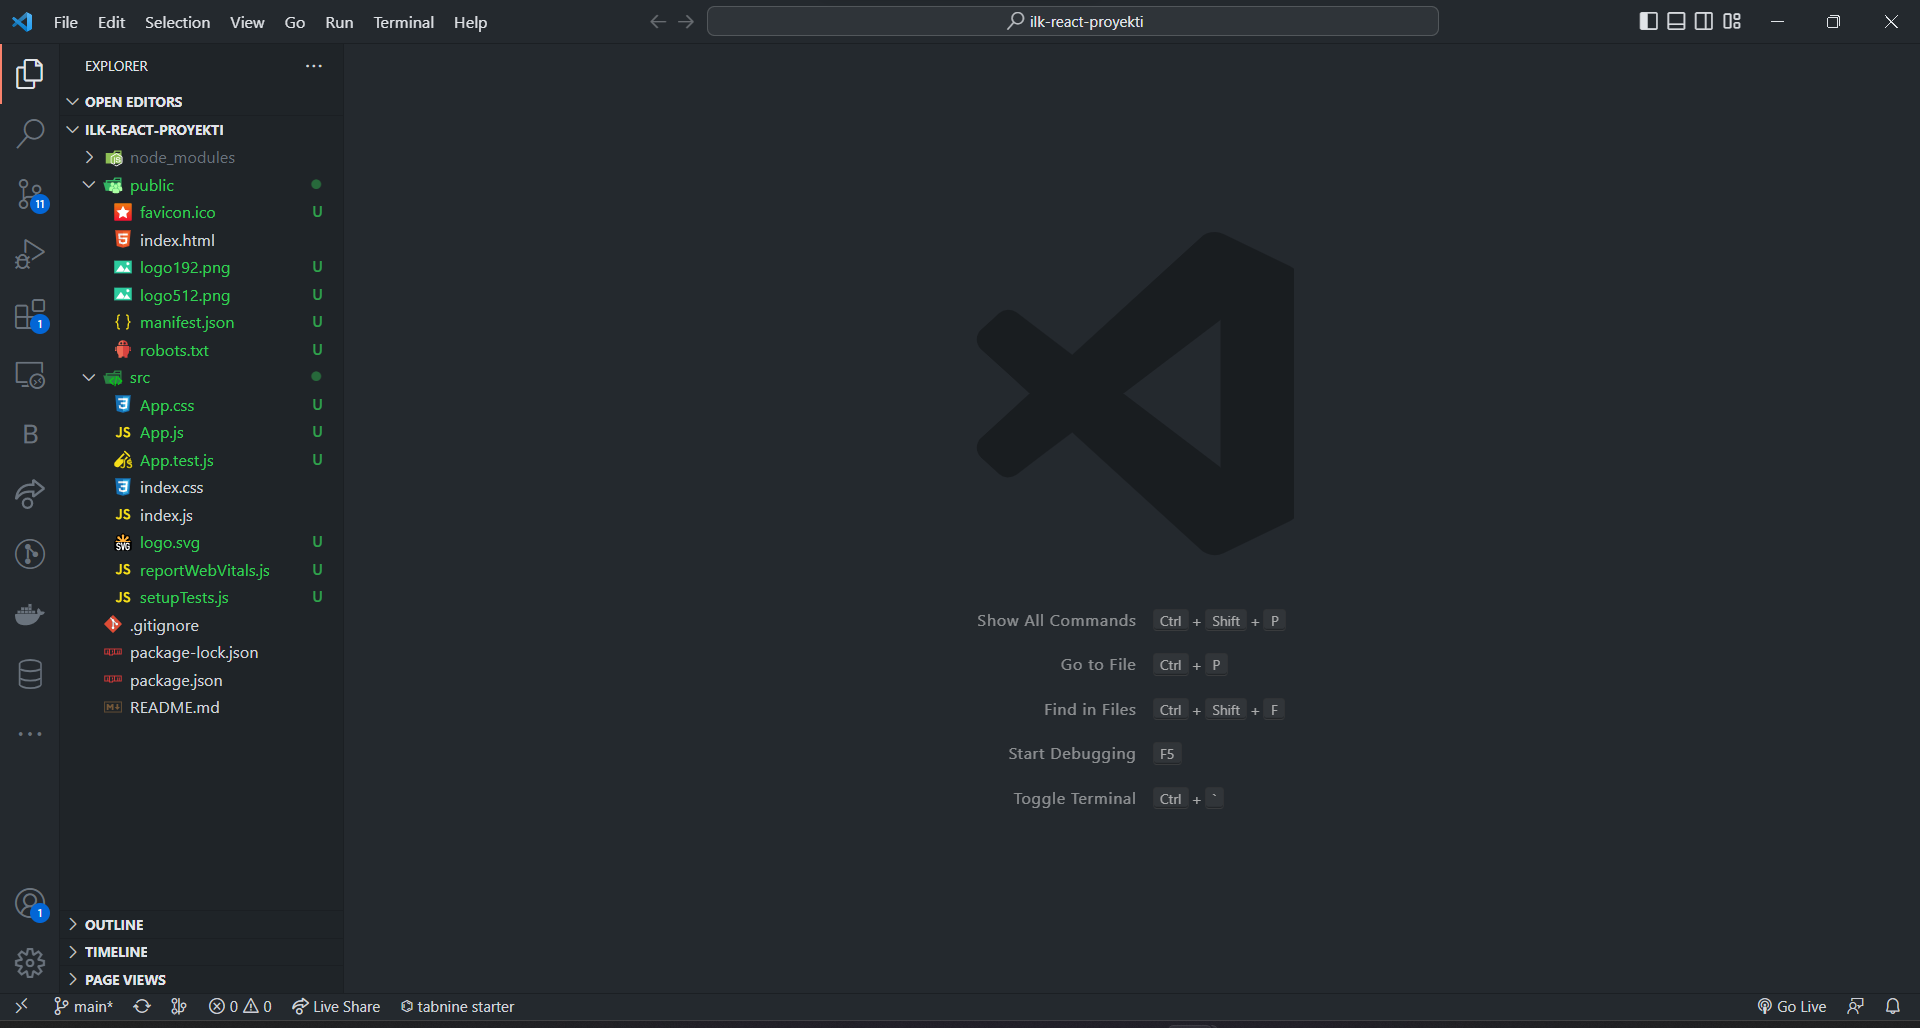 File Edit Selection View Go Run Terminal Help
ilk-react-proyekti
EXPLORER
OPEN EDITORS
ILK-REACT-PROYEKTI
node_modules
public
favicon.ico U
index.html
logo192.png U
logo512.png U
manifest.json U
robots.txt U
src
App.css U
App.js U
App.test.js U
index.css
index.js
logo.svg U
reportWebVitals.js U
setupTests.js U
.gitignore
package-lock.json
package.json
README.md
11
1
B
1
Show All Commands Ctrl + Shift + P
Go to File Ctrl + P
Find in Files Ctrl + Shift + F
Start Debugging F5
Toggle Terminal Ctrl + `
OUTLINE
TIMELINE
PAGE VIEWS
main* 0 0 Live Share tabnine starter Go Live